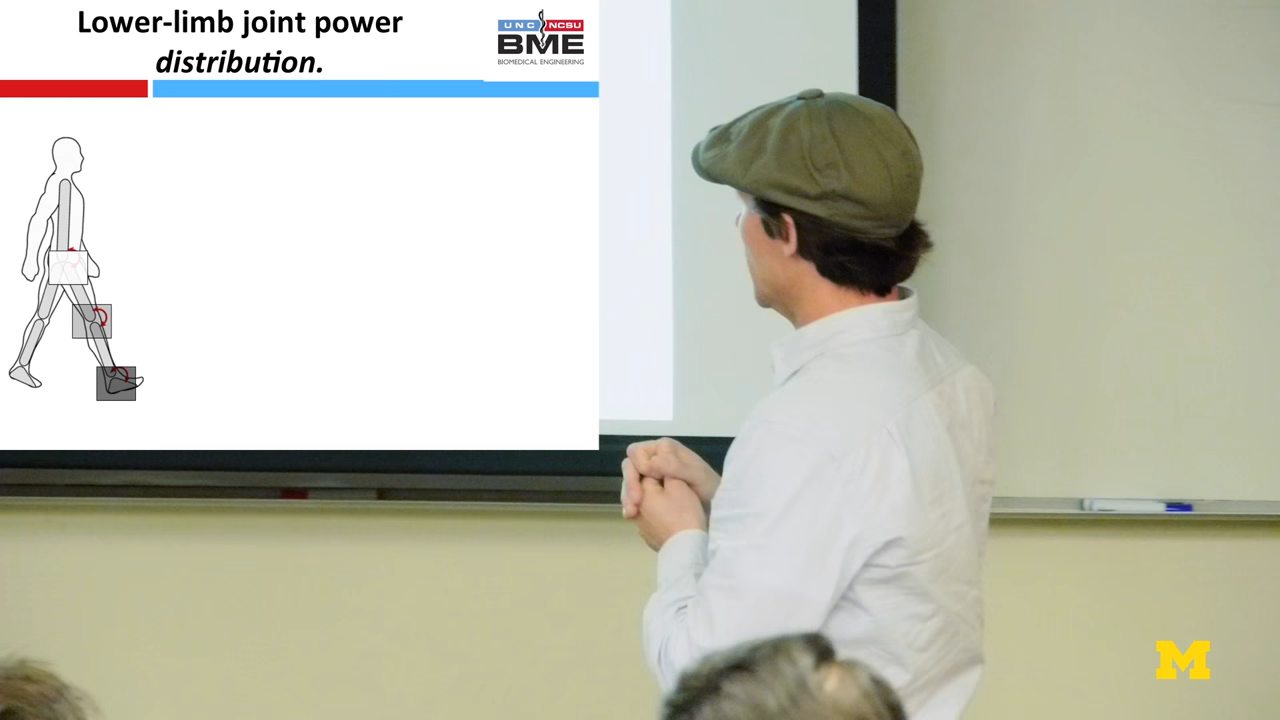 Lower-limb joint power
distribution.
UNC NCSU
BME
BIOMEDICAL ENGINEERING
M